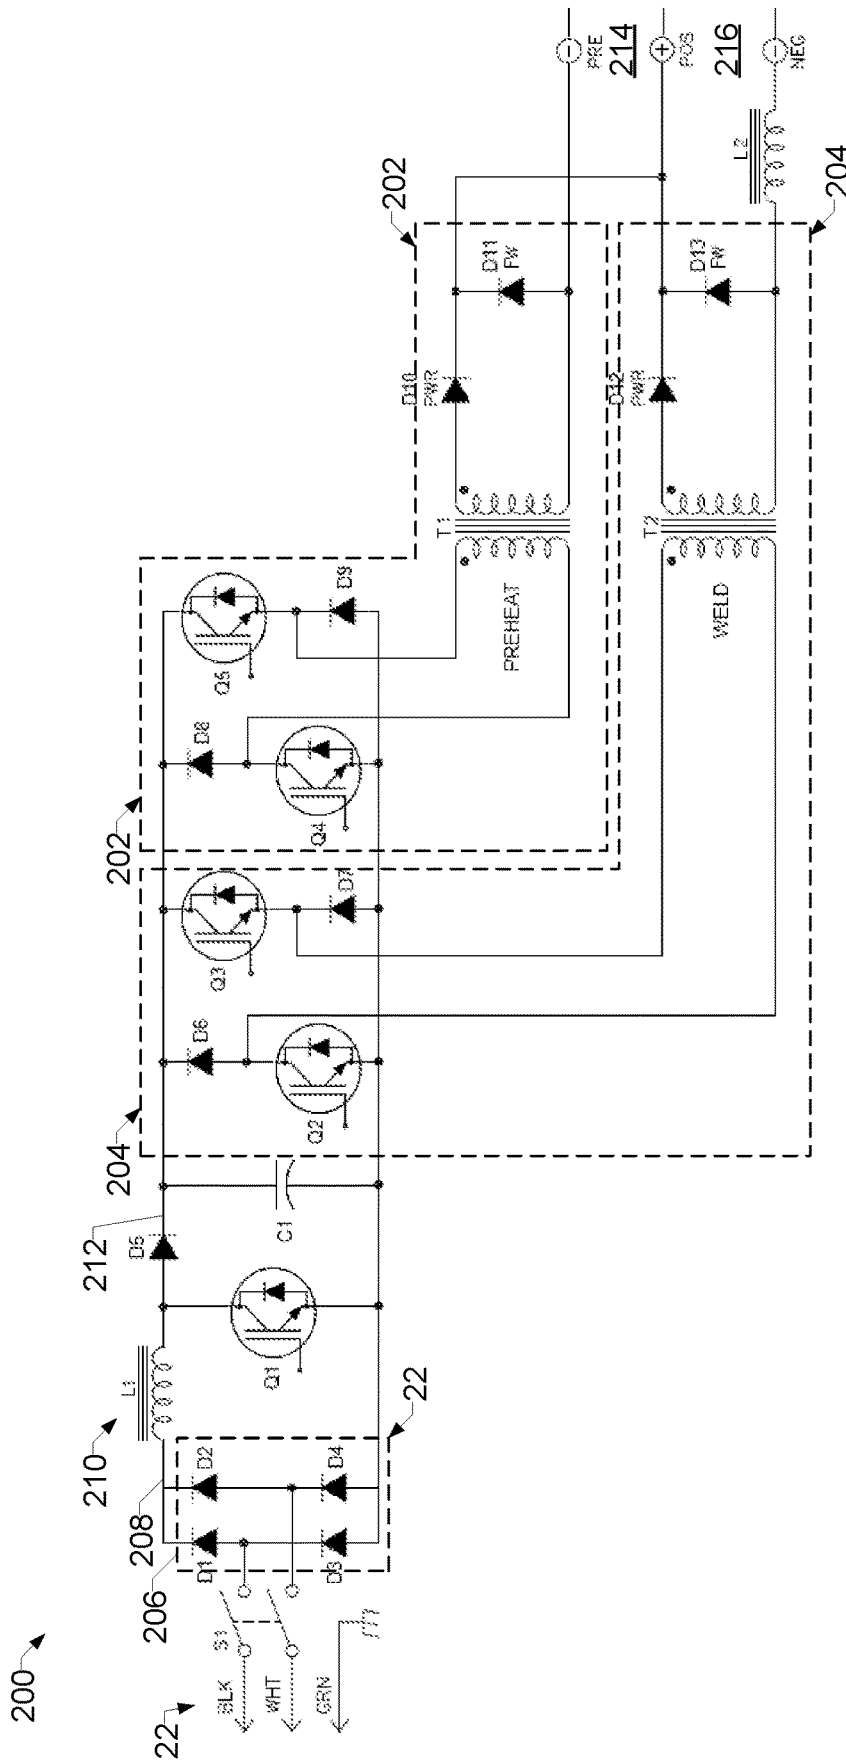 200
22
BLK
WHT
GRN
S1
206
208
210
D1
D2
D3
D4
22
L1
Q1
D5
212
C1
204
D6
Q2
Q3
D7
202
D8
Q4
Q5
D9
PREHEAT
WELD
T1
T2
D10
PWR
D11
FW
D12
PWR
D13
FW
202
204
L2
−
PRE
214
+
POS
216
−
NEG